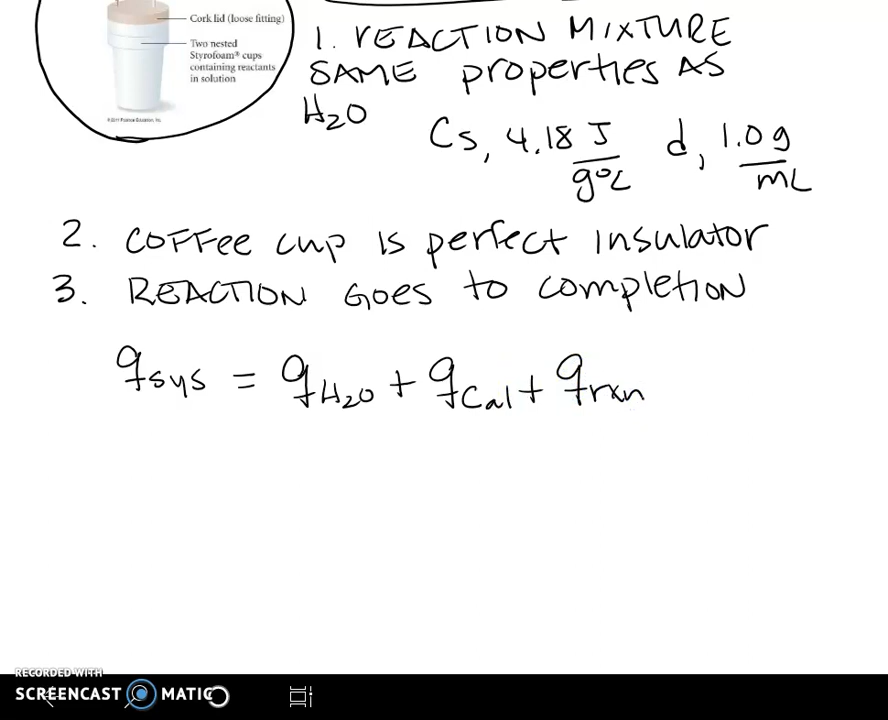 Cork lid (loose fitting)
Two nested
Styrofoam® cups
containing reactants
in solution
1. REACTION MIXTURE
SAME properties AS
H₂O
Cs, 4.18 J/g°C d, 1.0 g/mL
2. COFFee cup is perfect insulator
3. REACTION GOES to completion
qsys = qH₂O + qCal + qrxn
RECORDED WITH
SCREENCAST MATIC